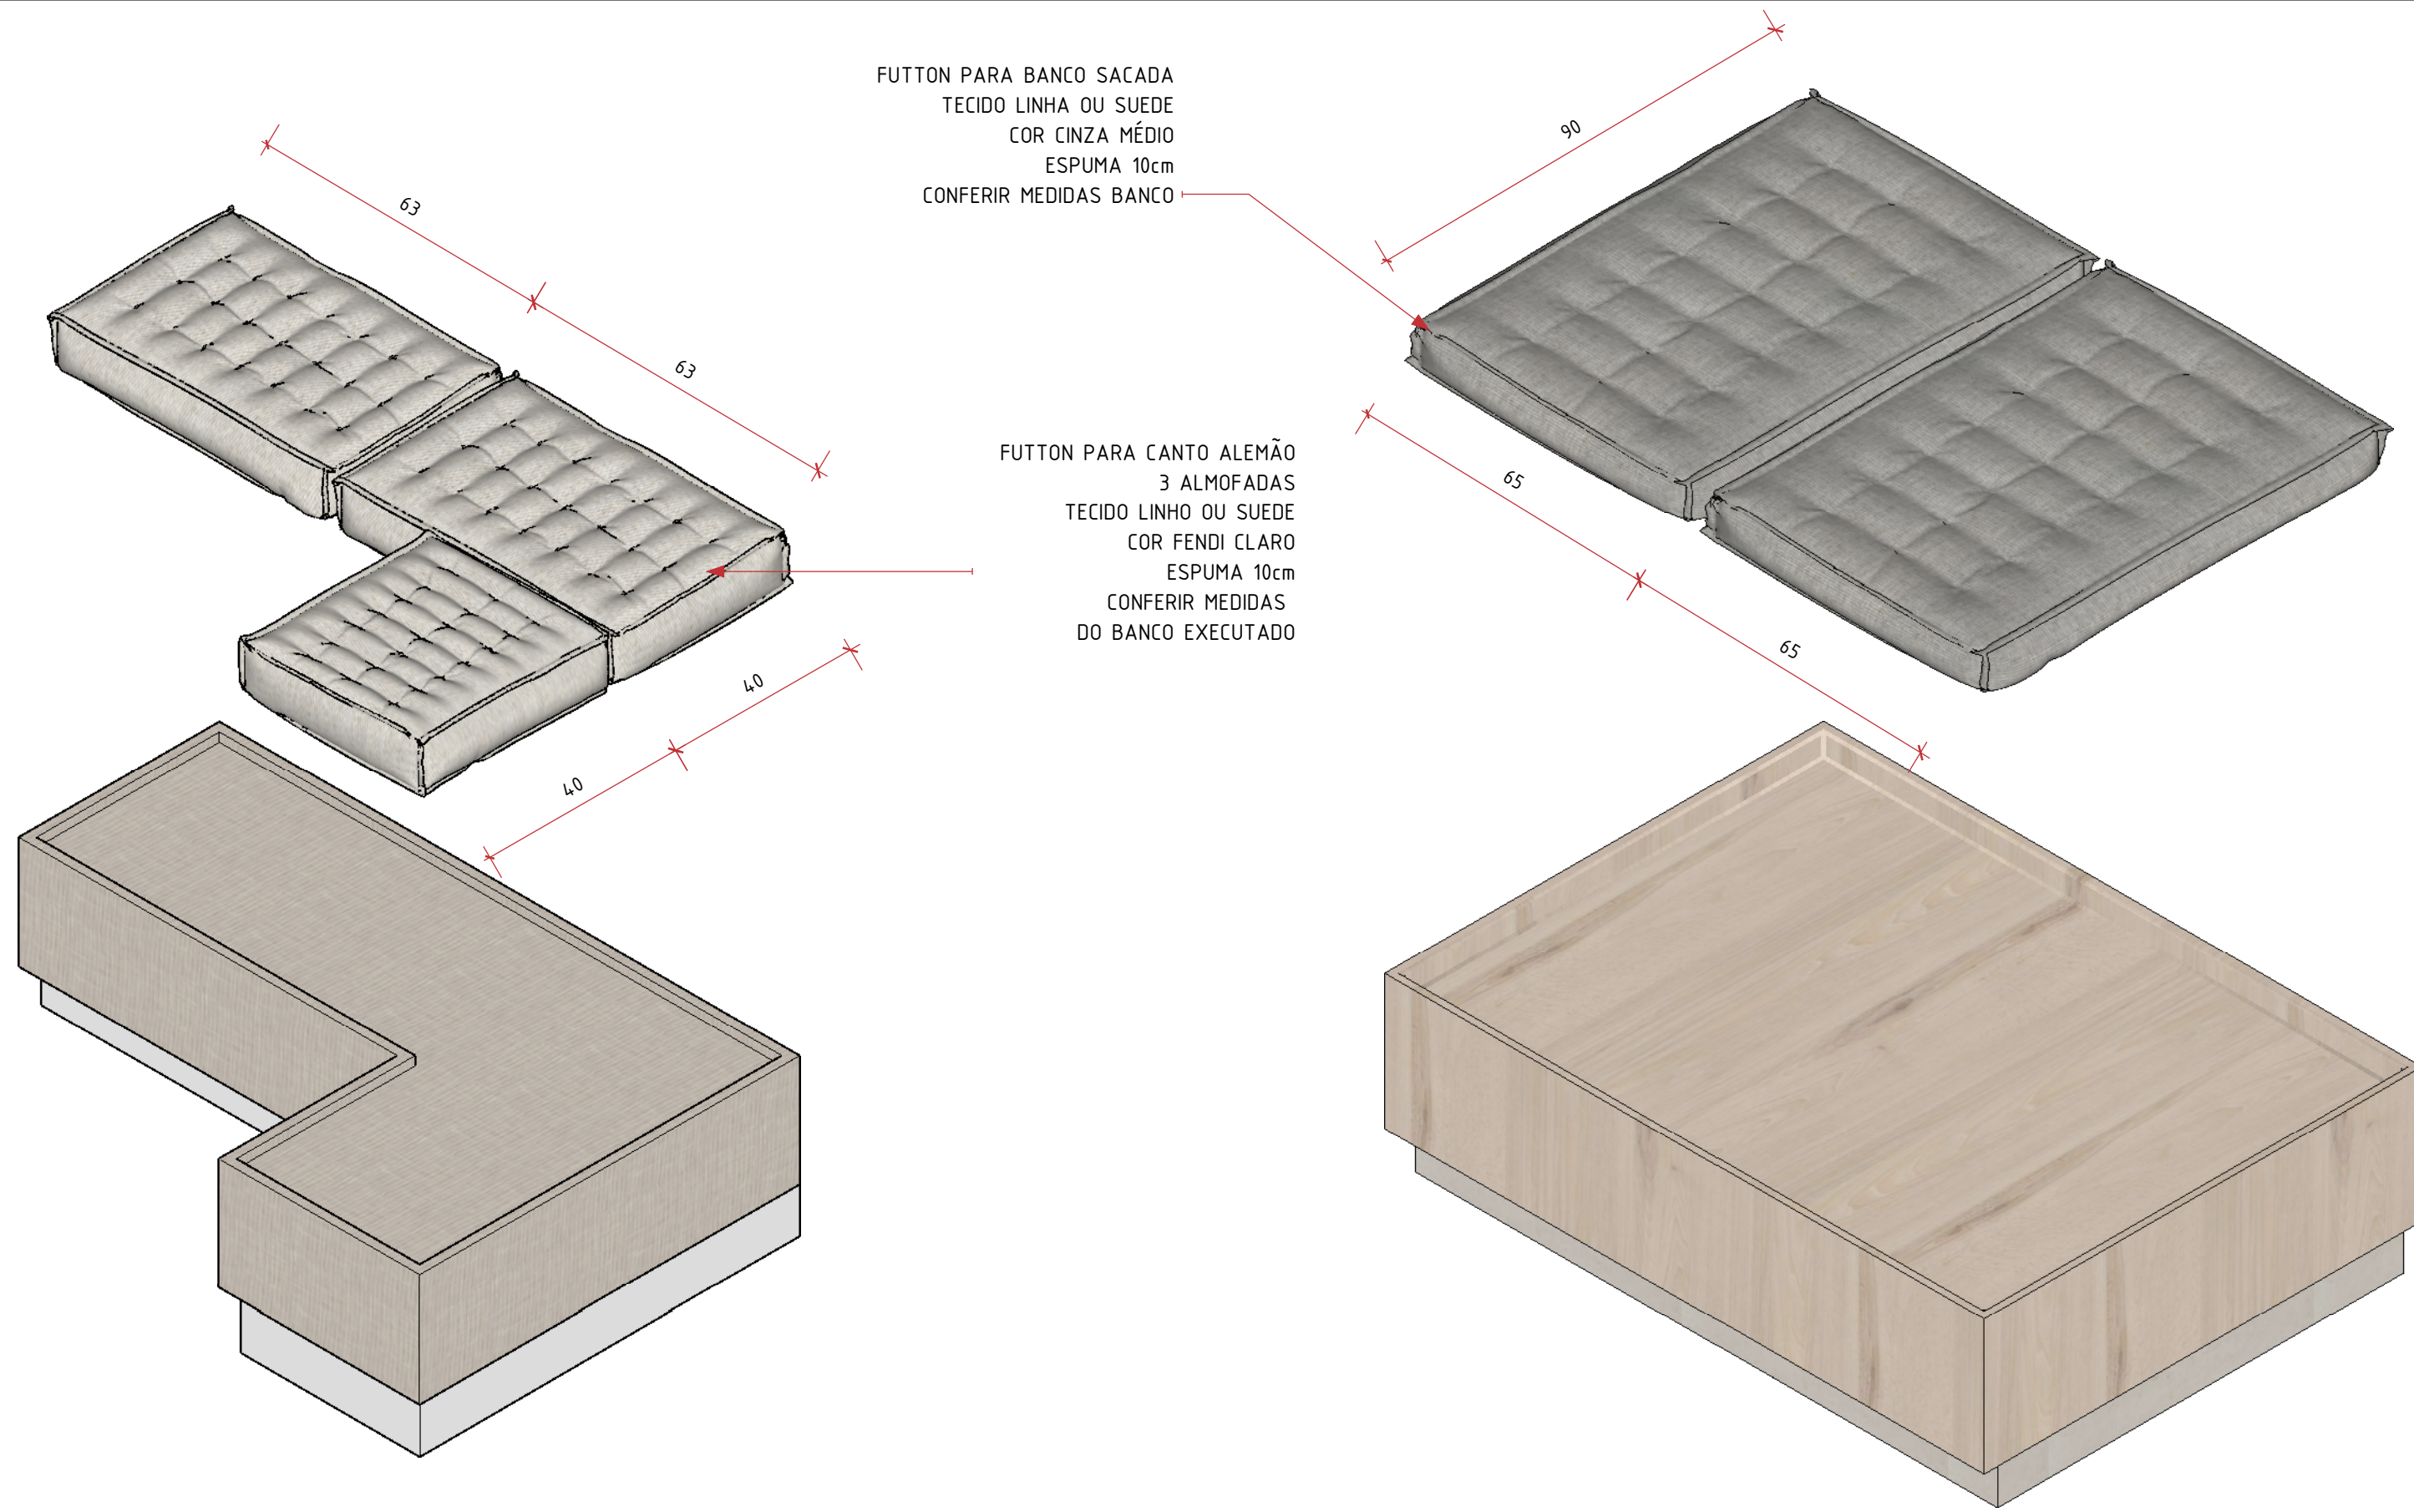 FUTTON PARA BANCO SACADA
TECIDO LINHA OU SUEDE
COR CINZA MÉDIO
ESPUMA 10cm
CONFERIR MEDIDAS BANCO
63
63
90
FUTTON PARA CANTO ALEMÃO
3 ALMOFADAS
TECIDO LINHO OU SUEDE
COR FENDI CLARO
ESPUMA 10cm
CONFERIR MEDIDAS
DO BANCO EXECUTADO
40
40
65
65